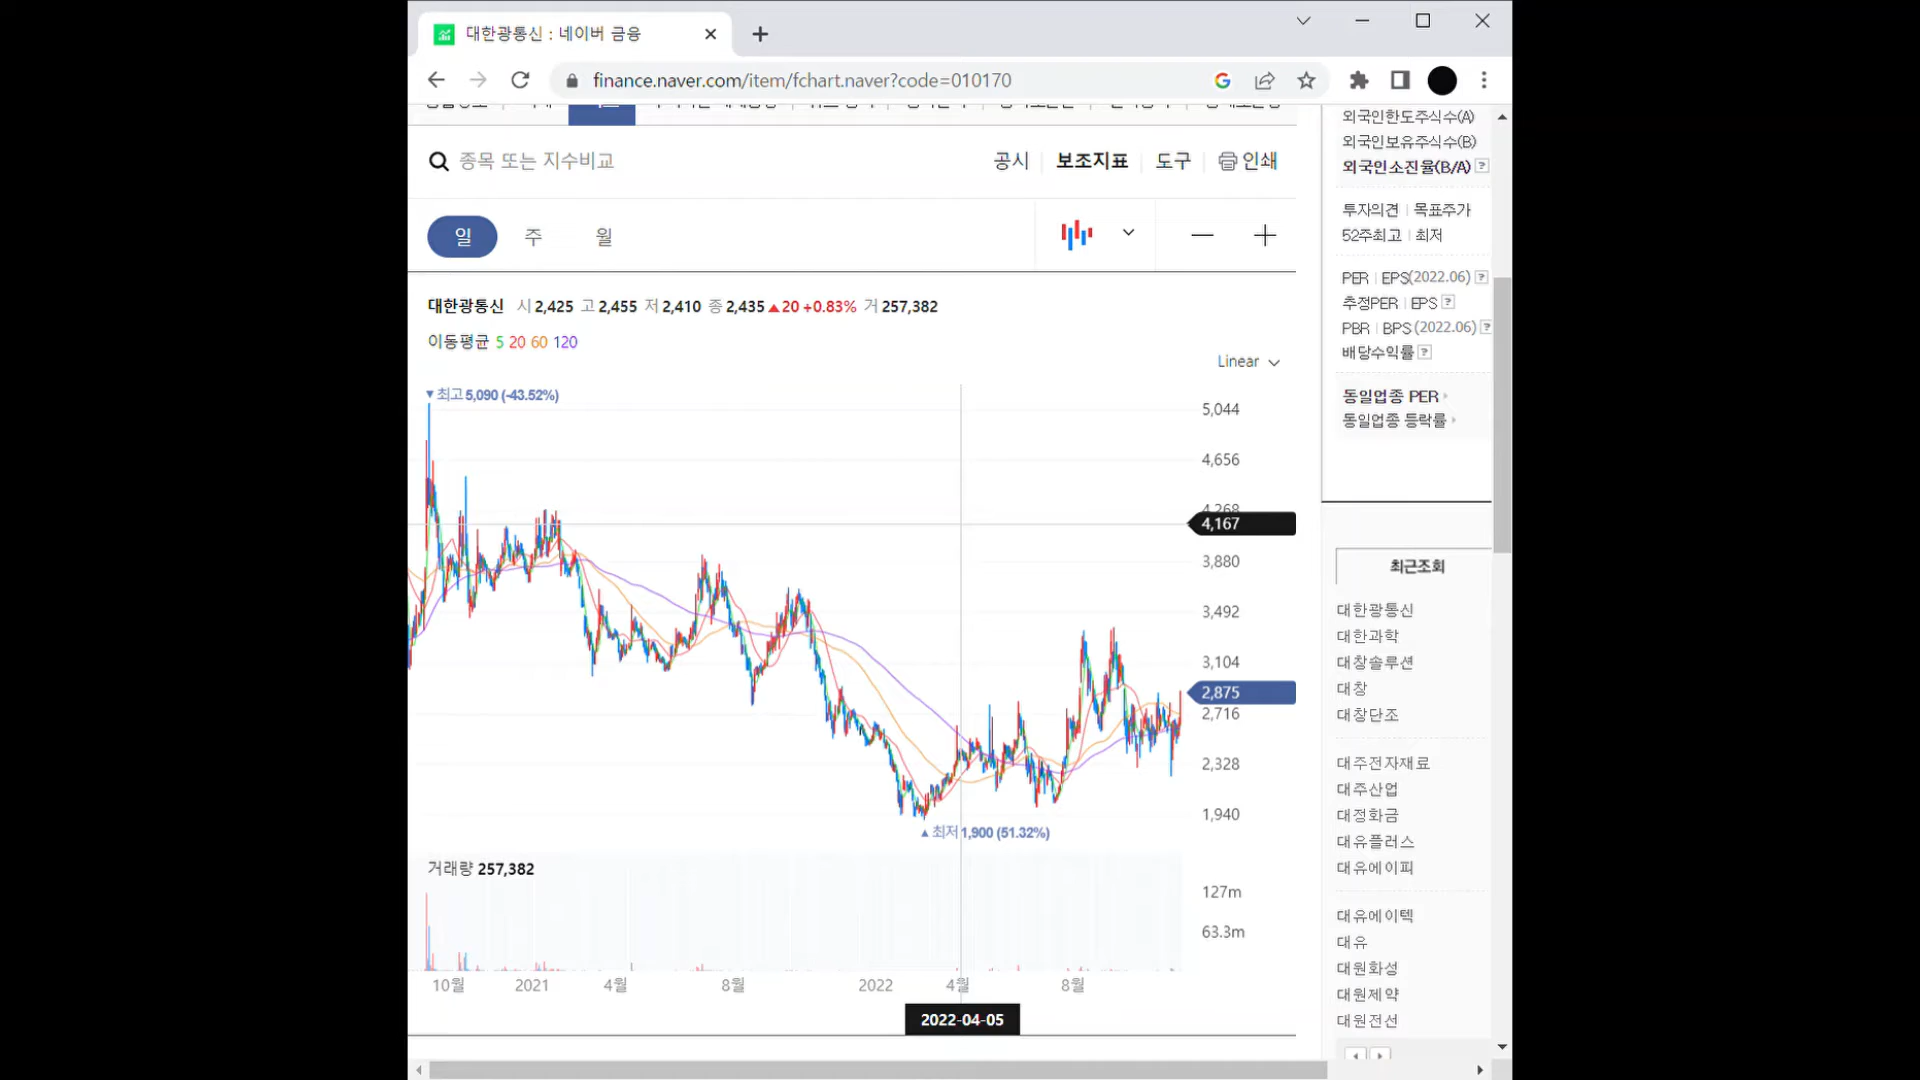 대한광통신 : 네이버 금융
finance.naver.com/item/fchart.naver?code=010170
종목 또는 지수비교
공시 보조지표 도구 인쇄
일 주 월
대한광통신 시 2,425 고 2,455 저 2,410 종 2,435 ▲20 +0.83% 거 257,382
이동평균 5 20 60 120
Linear
▼최고 5,090 (-43.52%)
5,044
4,656
4,268
4,167
3,880
3,492
3,104
2,875
2,716
2,328
1,940
▲최저 1,900 (51.32%)
거래량 257,382
127m
63.3m
10월 2021 4월 8월 2022 4월 8월
2022-04-05
외국인한도주식수(A)
외국인보유주식수(B)
외국인소진율(B/A) ?
투자의견 | 목표주가
52주최고 | 최저
PER | EPS(2022.06) ?
추정PER | EPS ?
PBR | BPS (2022.06) ?
배당수익률 ?
동일업종 PER
동일업종 등락률
최근조회
대한광통신
대한과학
대창솔루션
대창
대창단조
대주전자재료
대주산업
대정화금
대유플러스
대유에이피
대유에이텍
대유
대원화성
대원제약
대원전선